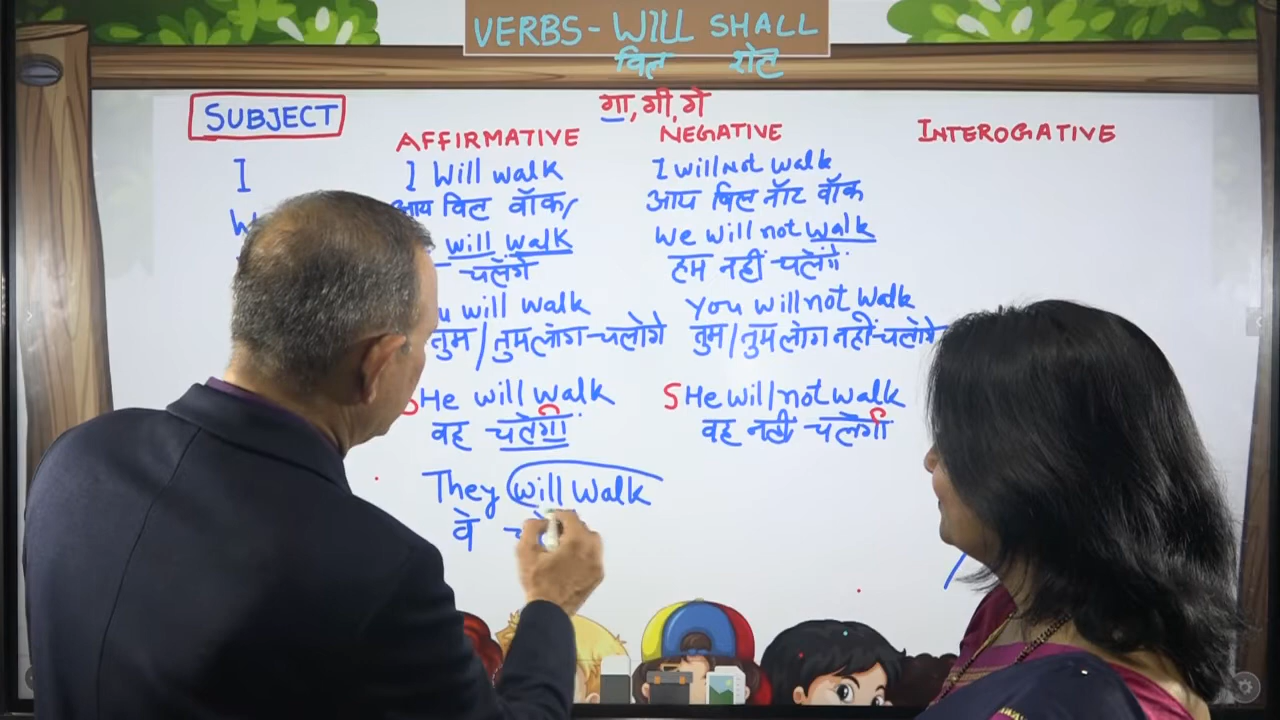 VERBS - WILL SHALL
विल शेल
गा, गी, गे
SUBJECT
AFFIRMATIVE NEGATIVE INTEROGATIVE
I I Will walk I will Not walk
आय विल वॉक/ आय विल नॉट वॉक
will walk We will not walk
चलेंगे हम नहीं चलेंगे
will walk You will not walk
तुम/तुमलोग चलोगे तुम/तुमलोग नहीं चलोगे
SHe will walk SHe will not walk
वह चलेगा वह नहीं चलेगा
They will walk
वे